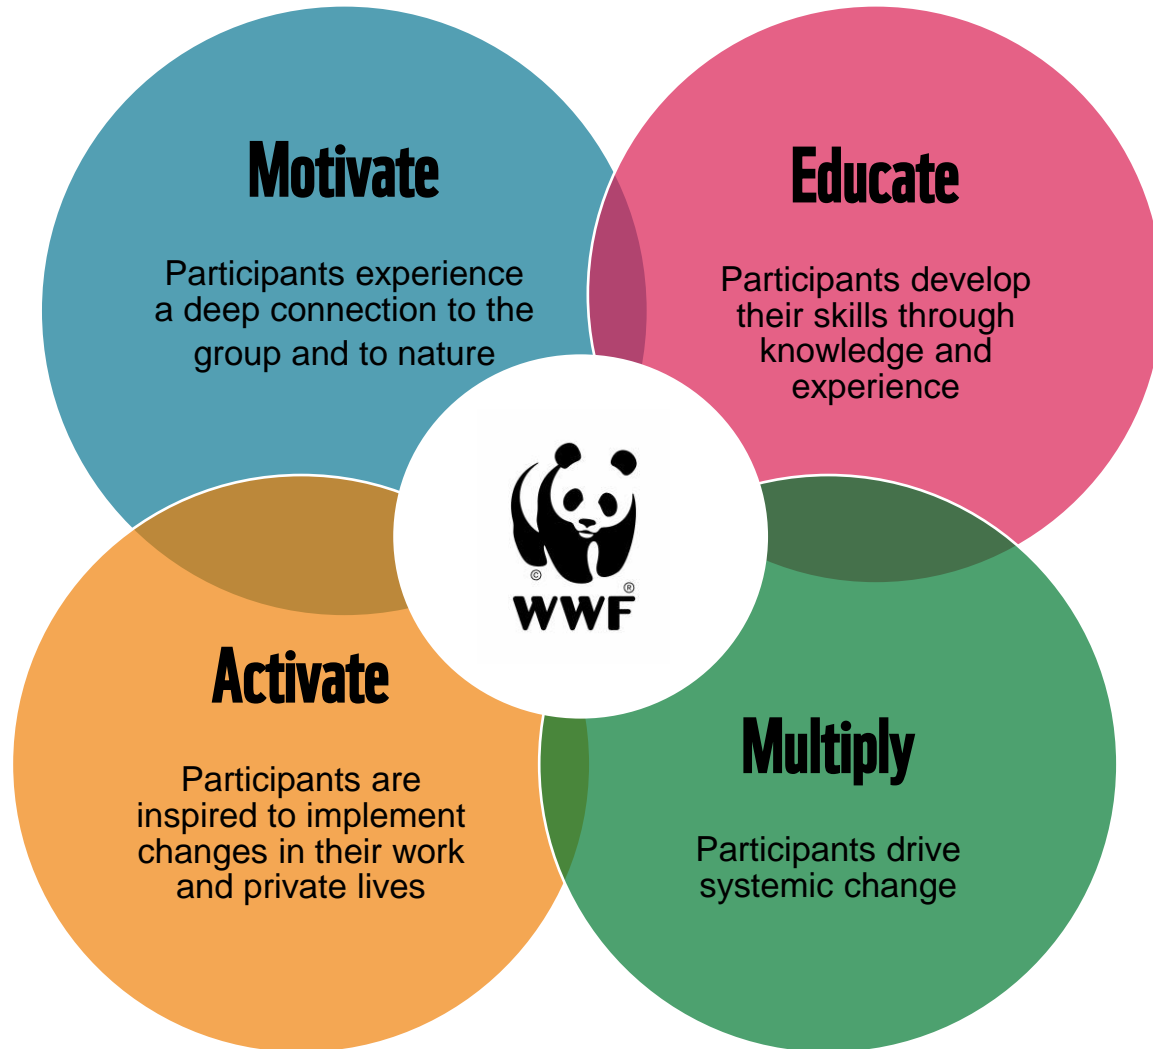 Motivate
Participants experience
a deep connection to the
group and to nature
Educate
Participants develop
their skills through
knowledge and
experience
©
®
WWF
Activate
Participants are
inspired to implement
changes in their work
and private lives
Multiply
Participants drive
systemic change